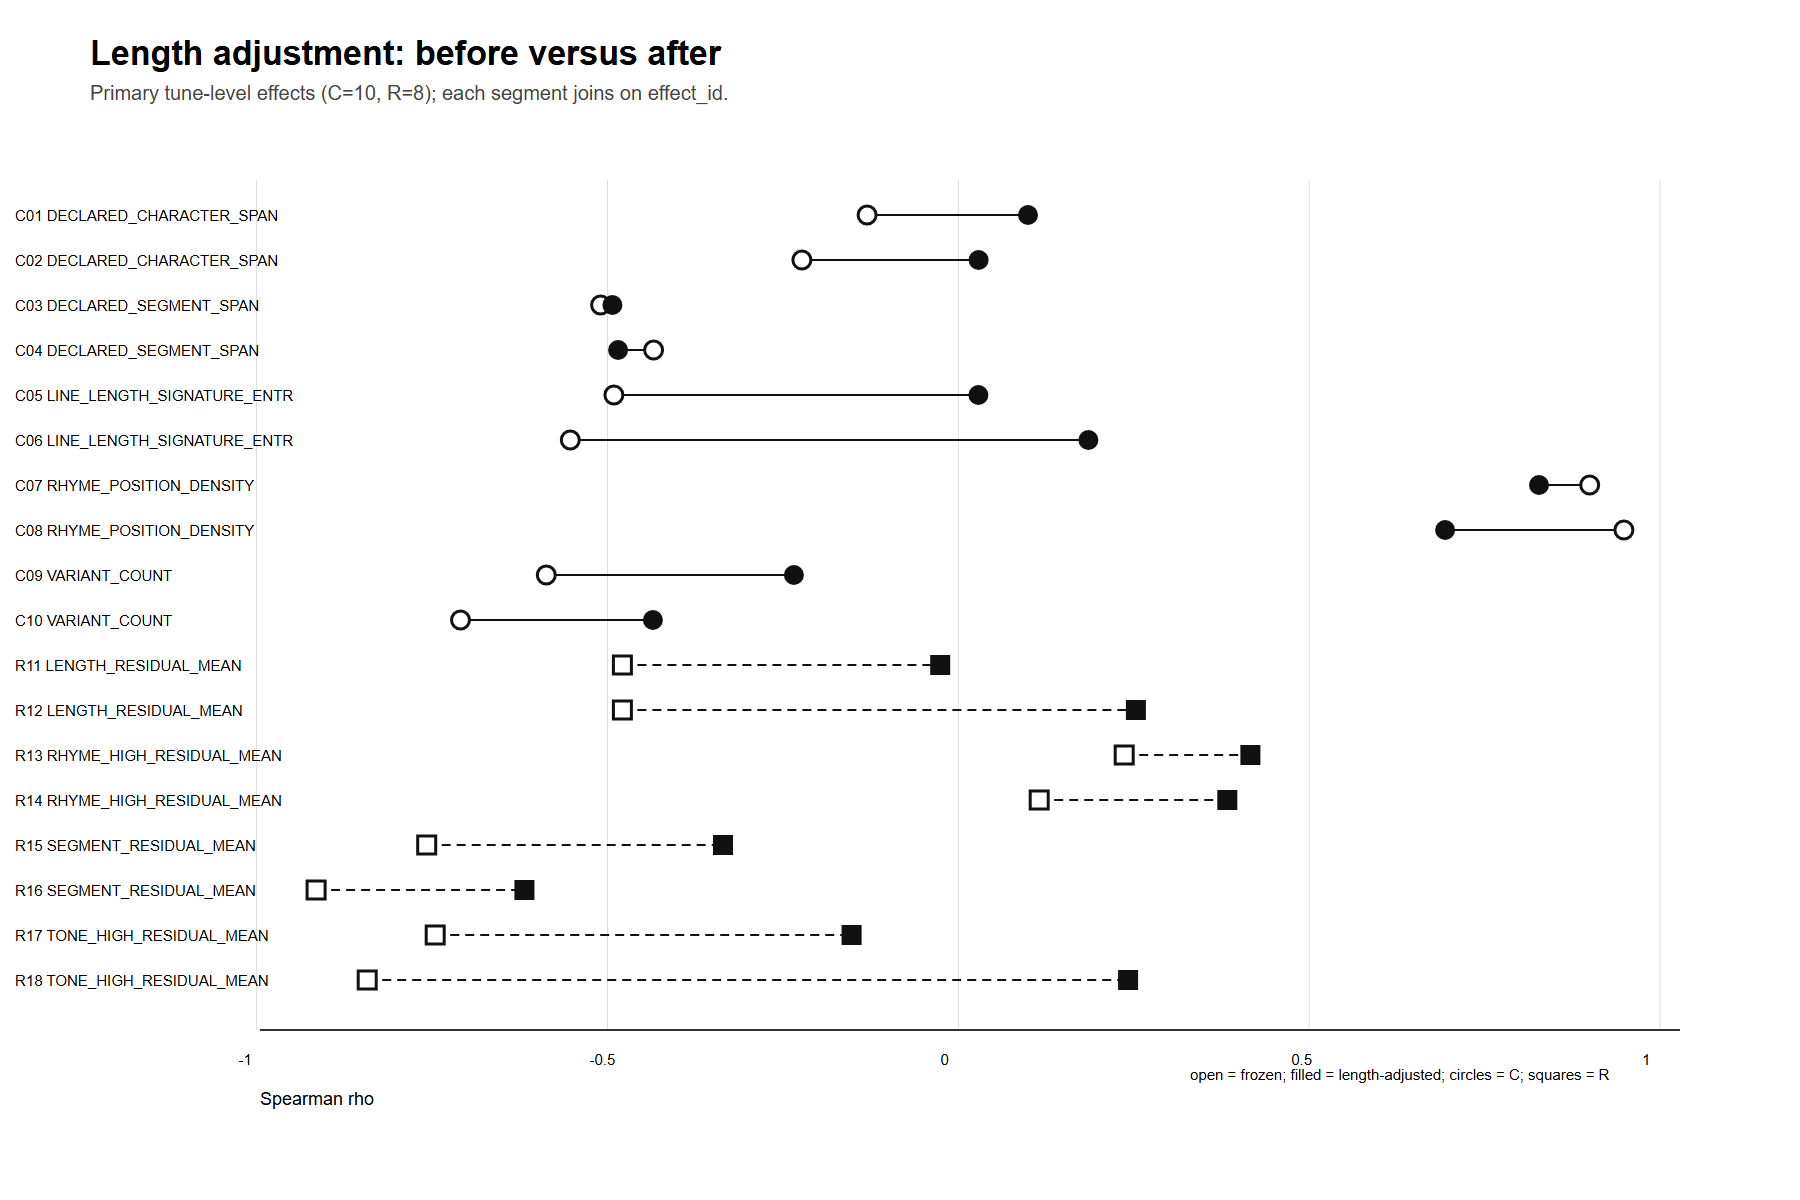 Length adjustment: before versus after
Primary tune-level effects (C=10, R=8); each segment joins on effect_id.
C01 DECLARED_CHARACTER_SPAN
C02 DECLARED_CHARACTER_SPAN
C03 DECLARED_SEGMENT_SPAN
C04 DECLARED_SEGMENT_SPAN
C05 LINE_LENGTH_SIGNATURE_ENTR
C06 LINE_LENGTH_SIGNATURE_ENTR
C07 RHYME_POSITION_DENSITY
C08 RHYME_POSITION_DENSITY
C09 VARIANT_COUNT
C10 VARIANT_COUNT
R11 LENGTH_RESIDUAL_MEAN
R12 LENGTH_RESIDUAL_MEAN
R13 RHYME_HIGH_RESIDUAL_MEAN
R14 RHYME_HIGH_RESIDUAL_MEAN
R15 SEGMENT_RESIDUAL_MEAN
R16 SEGMENT_RESIDUAL_MEAN
R17 TONE_HIGH_RESIDUAL_MEAN
R18 TONE_HIGH_RESIDUAL_MEAN
-1 -0.5 0 0.5 1
open = frozen; filled = length-adjusted; circles = C; squares = R
Spearman rho